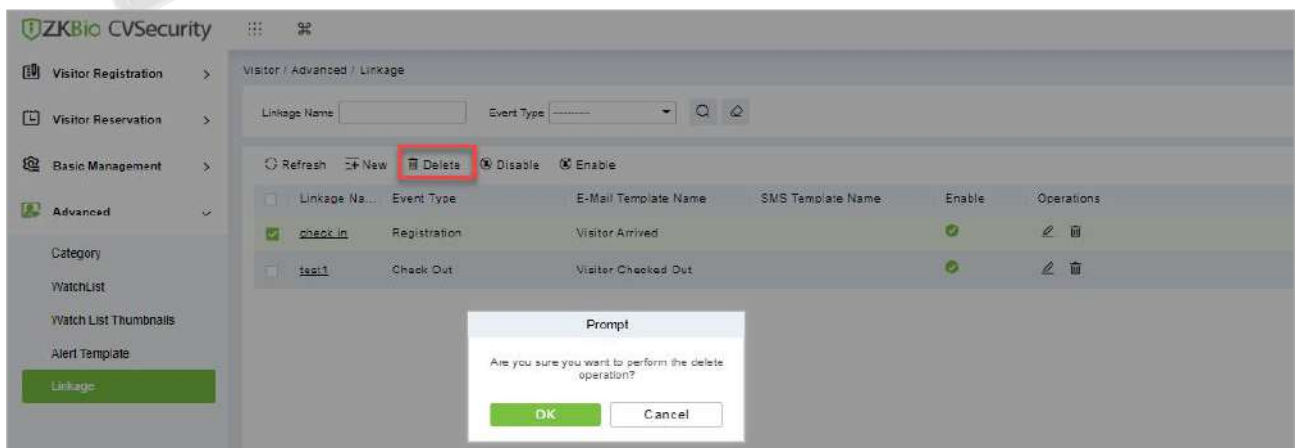 ZKBio CVSecurity
Visitor Registration
Visitor / Advanced / Linkage
Linkage Name Event Type ---------
Visitor Reservation
Basic Management
Refresh New Delete Disable Enable
Linkage Na... Event Type E-Mail Template Name SMS Template Name Enable Operations
Advanced
check in Registration Visitor Arrived
Category
test1 Check Out Visitor Checked Out
WatchList
Watch List Thumbnails
Alert Template
Linkage
Prompt
Are you sure you want to perform the delete
operation?
OK Cancel